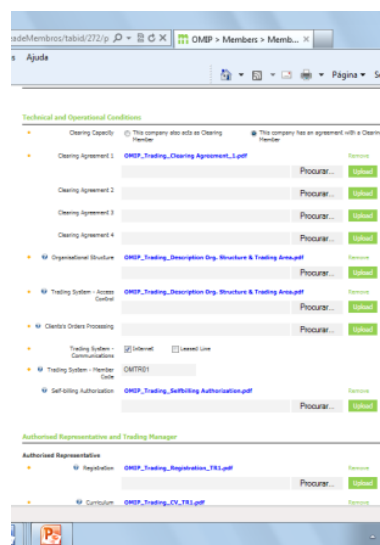 adeMembros/tabid/272/p
OMIP > Members > Memb...
s Ajuda
Página
Technical and Operational Conditions:
Clearing Capacity This company also acts as Clearing Member This company has an agreement with a Clearing Member
Clearing Agreement 1 OMIP_Trading_Clearing Agreement_1.pdf Remove
Procurar... Upload
Clearing Agreement 2
Procurar... Upload
Clearing Agreement 3
Procurar... Upload
Clearing Agreement 4
Procurar... Upload
Organisational Structure OMIP_Trading_Description Org. Structure & Trading Area.pdf Remove
Procurar... Upload
Trading System - Access Control OMIP_Trading_Description Org. Structure & Trading Area.pdf Remove
Procurar... Upload
Clients's Orders Processing
Procurar... Upload
Trading System - Communications Internet Leased Line
Trading System - Member Code OMTR01
Self-billing Authorization OMIP_Trading_Selfbilling Authorization.pdf Remove
Procurar... Upload
Authorised Representative and Trading Manager
Authorised Representative
Registration OMIP_Trading_Registration_TR1.pdf Remove
Procurar... Upload
Curriculum OMIP_Trading_CV_TR1.pdf Remove